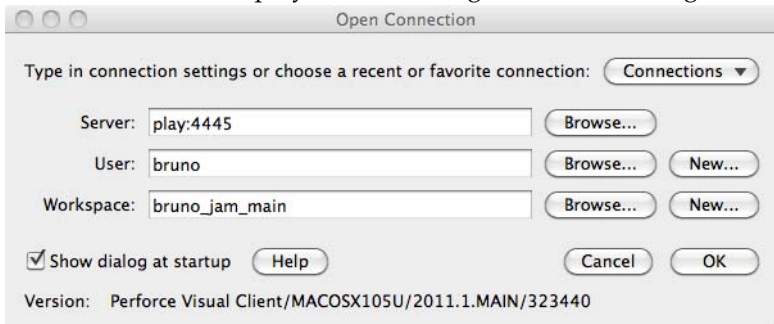 Open Connection
Type in connection settings or choose a recent or favorite connection: Connections
Server: play:4445 Browse...
User: bruno Browse... New...
Workspace: bruno_jam_main Browse... New...
Show dialog at startup Help Cancel OK
Version: Perforce Visual Client/MACOSX105U/2011.1.MAIN/323440